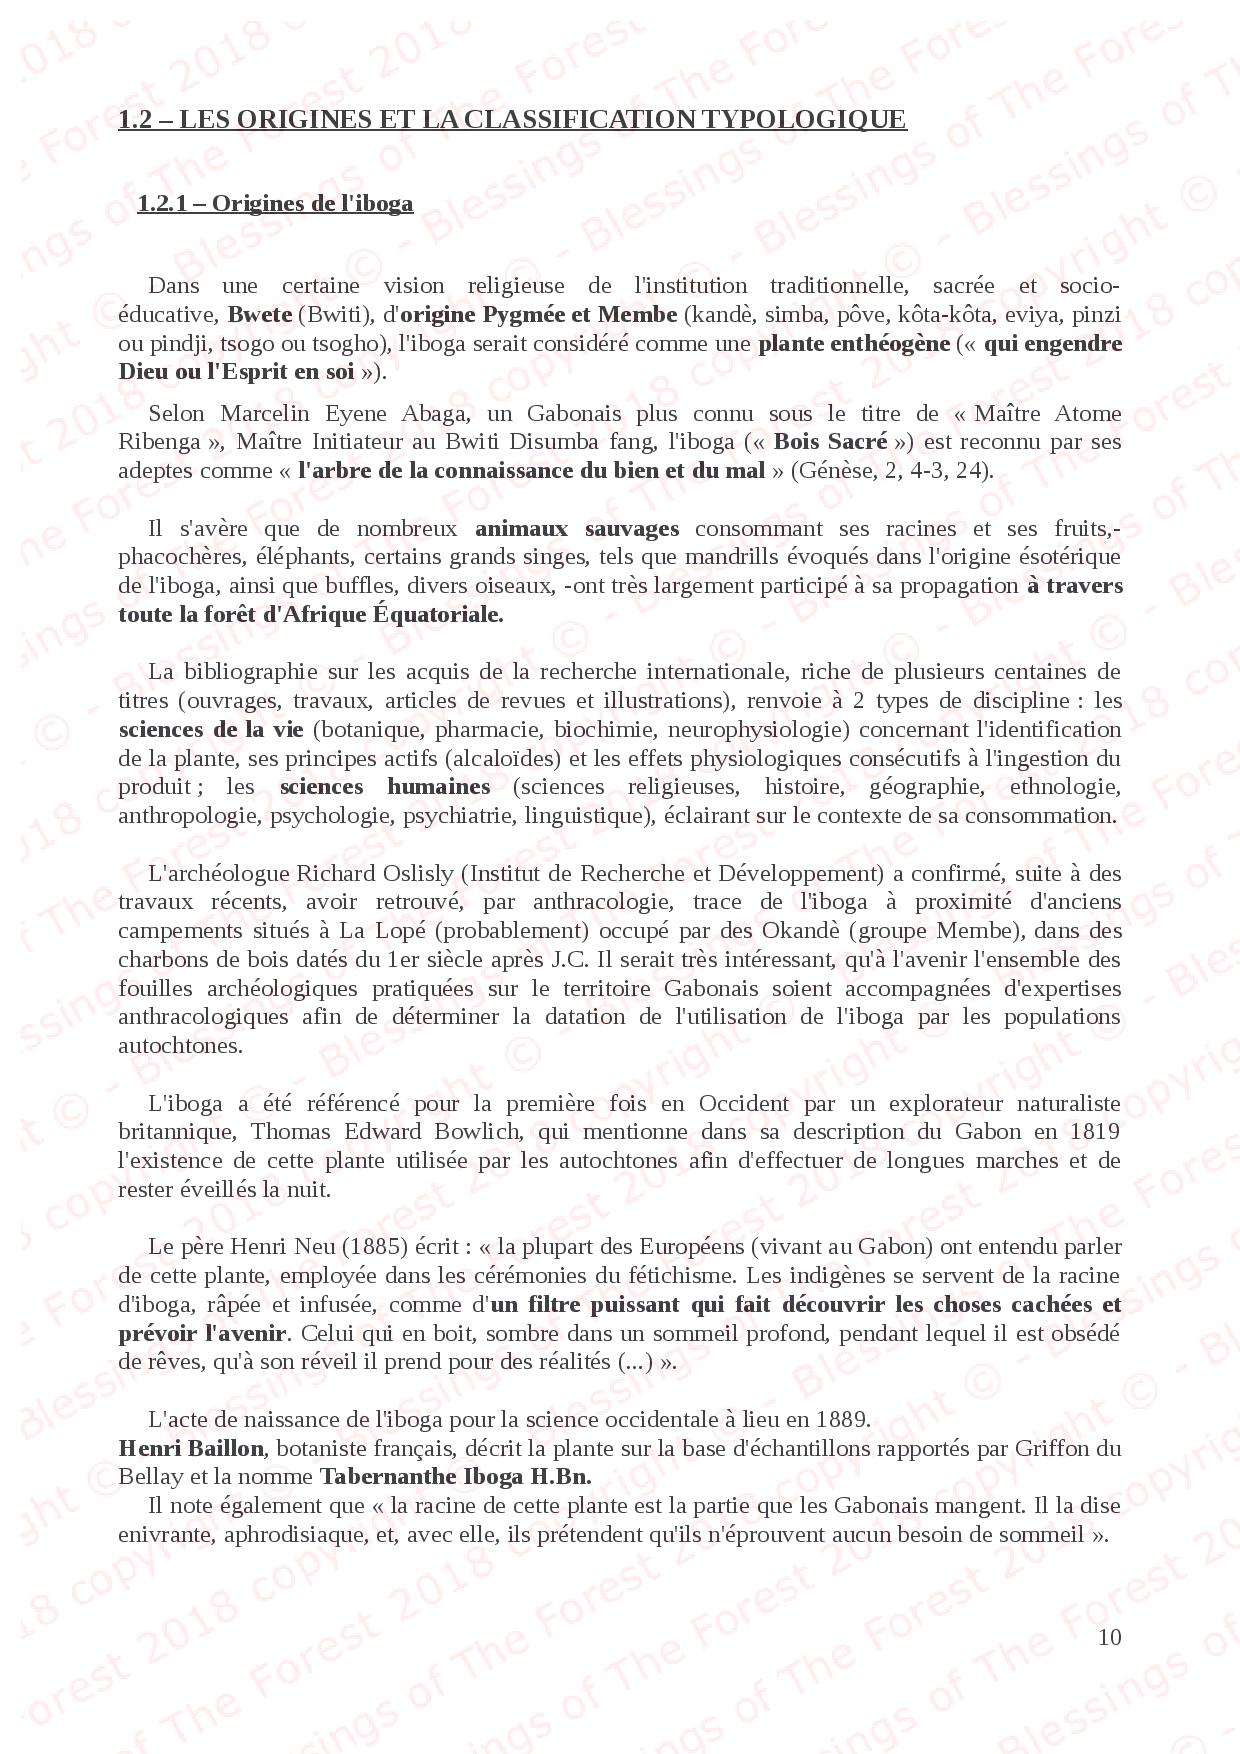 1.2 – LES ORIGINES ET LA CLASSIFICATION TYPOLOGIQUE
1.2.1 – Origines de l'iboga
Dans une certaine vision religieuse de l'institution traditionnelle, sacrée et socio-
éducative, Bwete (Bwiti), d'origine Pygmée et Membe (kandè, simba, pôve, kôta-kôta, eviya, pinzi
ou pindji, tsogo ou tsogho), l'iboga serait considéré comme une plante enthéogène (« qui engendre
Dieu ou l'Esprit en soi »).
Selon Marcelin Eyene Abaga, un Gabonais plus connu sous le titre de « Maître Atome
Ribenga », Maître Initiateur au Bwiti Disumba fang, l'iboga (« Bois Sacré ») est reconnu par ses
adeptes comme « l'arbre de la connaissance du bien et du mal » (Génèse, 2, 4-3, 24).
Il s'avère que de nombreux animaux sauvages consommant ses racines et ses fruits,-
phacochères, éléphants, certains grands singes, tels que mandrills évoqués dans l'origine ésotérique
de l'iboga, ainsi que buffles, divers oiseaux, -ont très largement participé à sa propagation à travers
toute la forêt d'Afrique Équatoriale.
La bibliographie sur les acquis de la recherche internationale, riche de plusieurs centaines de
titres (ouvrages, travaux, articles de revues et illustrations), renvoie à 2 types de discipline : les
sciences de la vie (botanique, pharmacie, biochimie, neurophysiologie) concernant l'identification
de la plante, ses principes actifs (alcaloïdes) et les effets physiologiques consécutifs à l'ingestion du
produit ; les sciences humaines (sciences religieuses, histoire, géographie, ethnologie,
anthropologie, psychologie, psychiatrie, linguistique), éclairant sur le contexte de sa consommation.
L'archéologue Richard Oslisly (Institut de Recherche et Développement) a confirmé, suite à des
travaux récents, avoir retrouvé, par anthracologie, trace de l'iboga à proximité d'anciens
campements situés à La Lopé (probablement) occupé par des Okandè (groupe Membe), dans des
charbons de bois datés du 1er siècle après J.C. Il serait très intéressant, qu'à l'avenir l'ensemble des
fouilles archéologiques pratiquées sur le territoire Gabonais soient accompagnées d'expertises
anthracologiques afin de déterminer la datation de l'utilisation de l'iboga par les populations
autochtones.
L'iboga a été référencé pour la première fois en Occident par un explorateur naturaliste
britannique, Thomas Edward Bowlich, qui mentionne dans sa description du Gabon en 1819
l'existence de cette plante utilisée par les autochtones afin d'effectuer de longues marches et de
rester éveillés la nuit.
Le père Henri Neu (1885) écrit : « la plupart des Européens (vivant au Gabon) ont entendu parler
de cette plante, employée dans les cérémonies du fétichisme. Les indigènes se servent de la racine
d'iboga, râpée et infusée, comme d'un filtre puissant qui fait découvrir les choses cachées et
prévoir l'avenir. Celui qui en boit, sombre dans un sommeil profond, pendant lequel il est obsédé
de rêves, qu'à son réveil il prend pour des réalités (...) ».
L'acte de naissance de l'iboga pour la science occidentale à lieu en 1889.
Henri Baillon, botaniste français, décrit la plante sur la base d'échantillons rapportés par Griffon du
Bellay et la nomme Tabernanthe Iboga H.Bn.
Il note également que « la racine de cette plante est la partie que les Gabonais mangent. Il la dise
enivrante, aphrodisiaque, et, avec elle, ils prétendent qu'ils n'éprouvent aucun besoin de sommeil ».
10